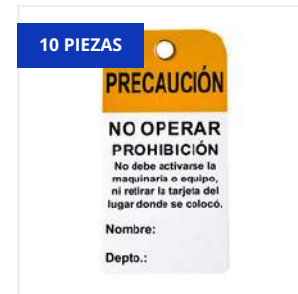 10 PIEZAS
PRECAUCIÓN
NO OPERAR
PROHIBICIÓN
No debe activarse la
maquinaria o equipo,
ni retirar la tarjeta del
lugar donde se colocó.
Nombre:
Depto.: